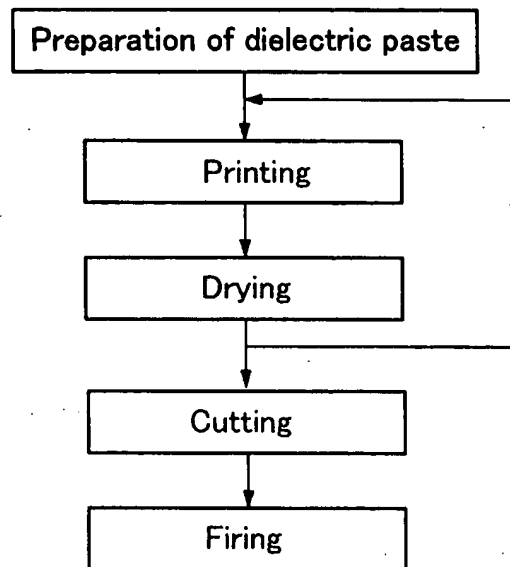 Preparation of dielectric paste
Printing
Drying
Cutting
Firing